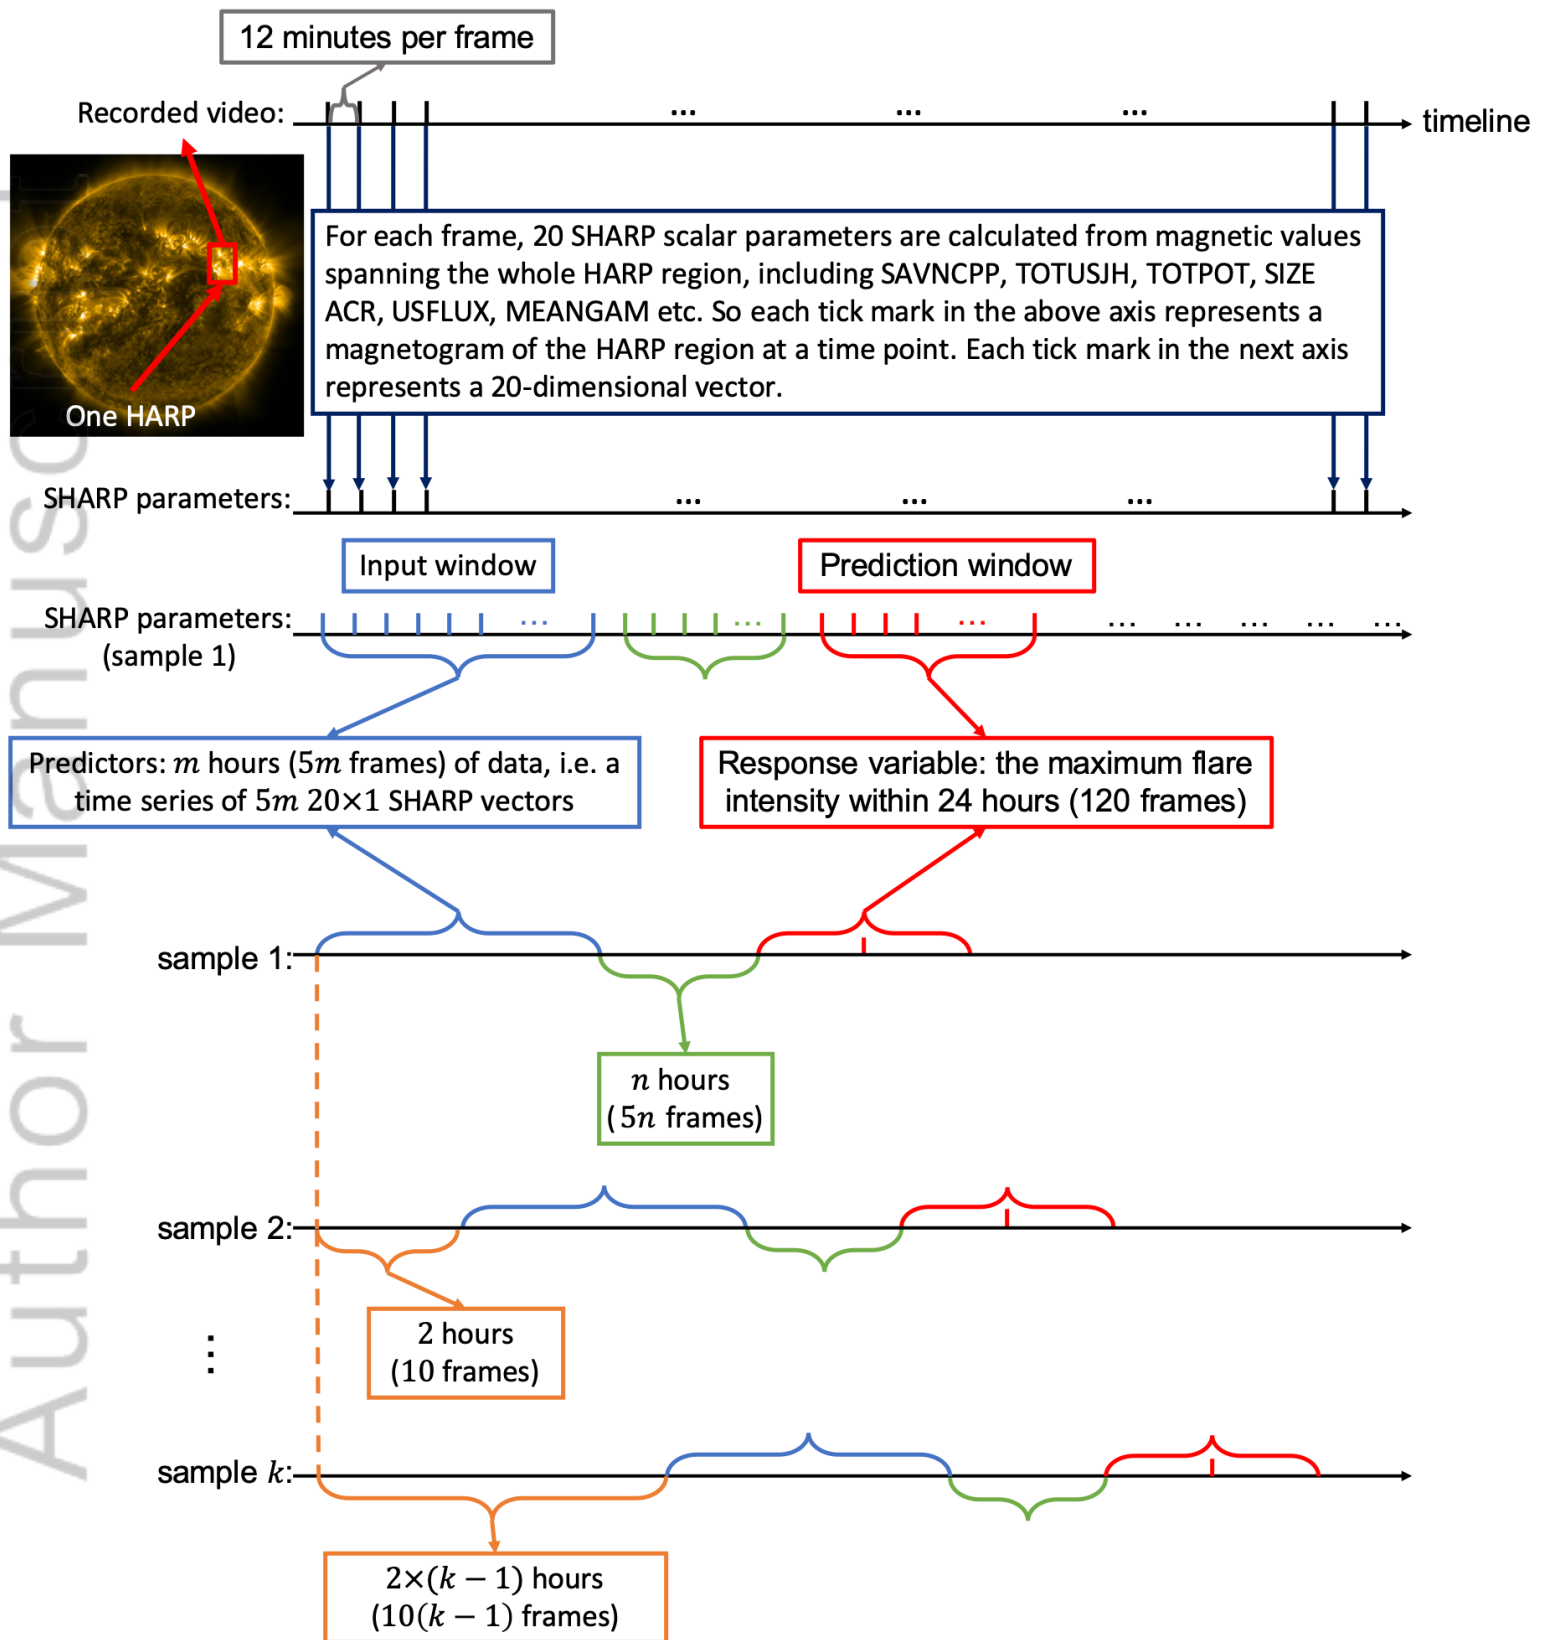 12 minutes per frame
Recorded video:
... ... ...
timeline
For each frame, 20 SHARP scalar parameters are calculated from magnetic values
spanning the whole HARP region, including SAVNCPP, TOTUSJH, TOTPOT, SIZE
ACR, USFLUX, MEANGAM etc. So each tick mark in the above axis represents a
magnetogram of the HARP region at a time point. Each tick mark in the next axis
represents a 20-dimensional vector.
One HARP
SHARP parameters:
... ... ...
Input window
Prediction window
SHARP parameters:
(sample 1)
... ... ... ... ... ... ... ...
Predictors: m hours (5m frames) of data, i.e. a
time series of 5m 20×1 SHARP vectors
Response variable: the maximum flare
intensity within 24 hours (120 frames)
sample 1:
n hours
( 5n frames)
sample 2:
2 hours
(10 frames)
⋮
sample k:
2×(k − 1) hours
(10(k − 1) frames)
Author Manuscript